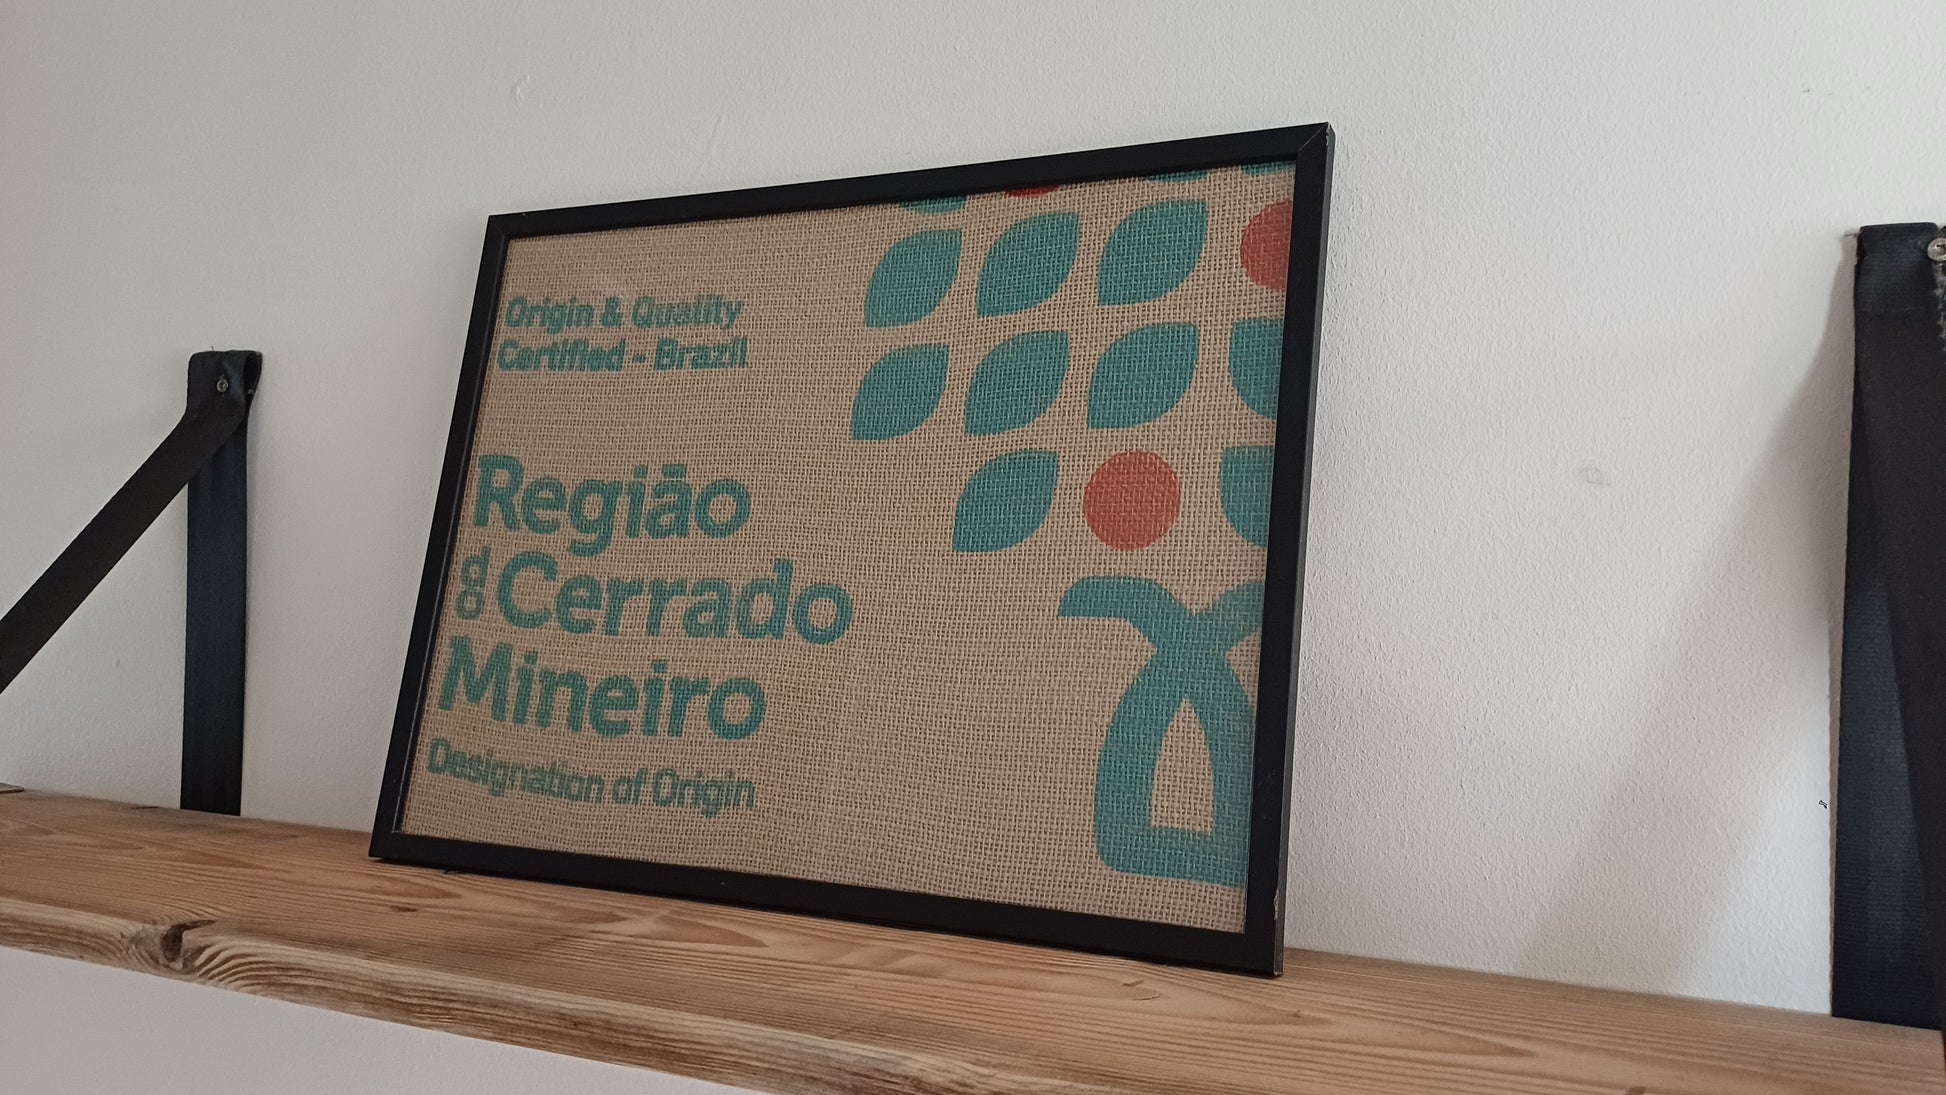 Origin & Quality
Certified - Brazil
Região
do Cerrado
Mineiro
Designation of Origin